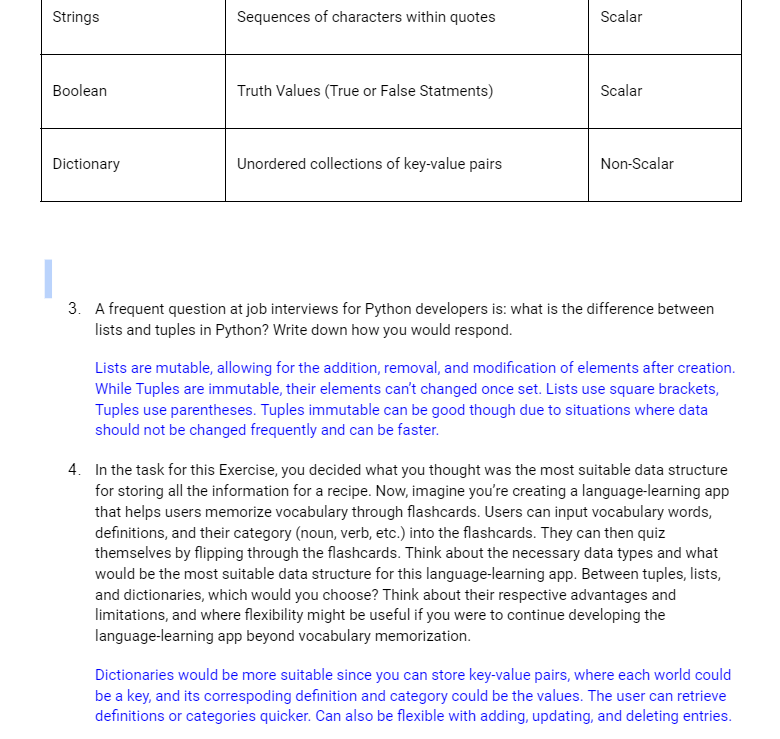 Strings Sequences of characters within quotes Scalar
Boolean Truth Values (True or False Statments) Scalar
Dictionary Unordered collections of key-value pairs Non-Scalar
3. A frequent question at job interviews for Python developers is: what is the difference between
lists and tuples in Python? Write down how you would respond.
Lists are mutable, allowing for the addition, removal, and modification of elements after creation.
While Tuples are immutable, their elements can't changed once set. Lists use square brackets,
Tuples use parentheses. Tuples immutable can be good though due to situations where data
should not be changed frequently and can be faster.
4. In the task for this Exercise, you decided what you thought was the most suitable data structure
for storing all the information for a recipe. Now, imagine you're creating a language-learning app
that helps users memorize vocabulary through flashcards. Users can input vocabulary words,
definitions, and their category (noun, verb, etc.) into the flashcards. They can then quiz
themselves by flipping through the flashcards. Think about the necessary data types and what
would be the most suitable data structure for this language-learning app. Between tuples, lists,
and dictionaries, which would you choose? Think about their respective advantages and
limitations, and where flexibility might be useful if you were to continue developing the
language-learning app beyond vocabulary memorization.
Dictionaries would be more suitable since you can store key-value pairs, where each world could
be a key, and its correspoding definition and category could be the values. The user can retrieve
definitions or categories quicker. Can also be flexible with adding, updating, and deleting entries.